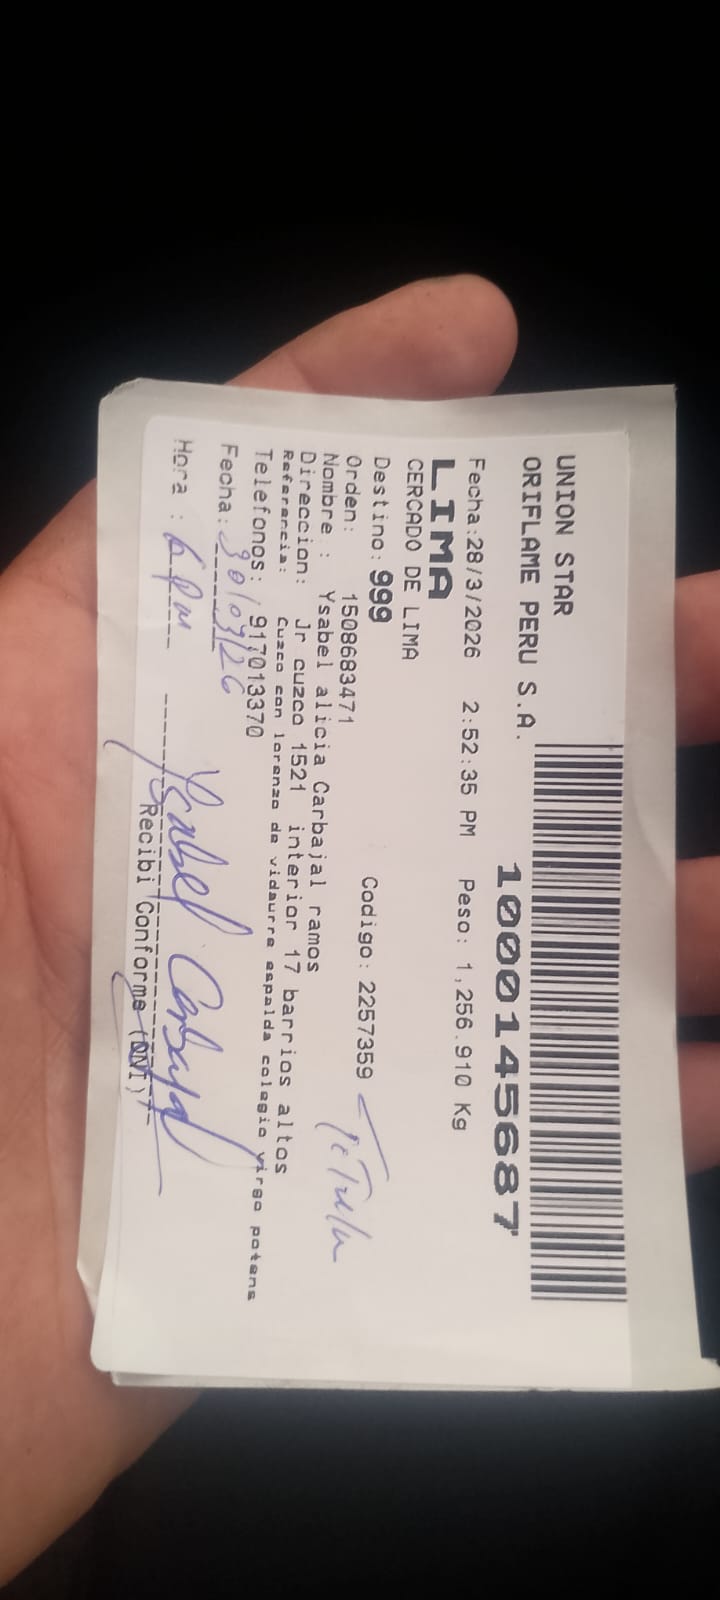 UNION STAR
ORIFLAME PERU S.A.
1000145687
Fecha:28/3/2026 2:52:35 PM Peso: 1,256.910 Kg
LIMA
CERCADO DE LIMA
Destino: 999 Codigo: 2257359
Orden: 1508683471 Titular
Nombre : Ysabel alicia Carbajal ramos
Direccion: Jr cuzco 1521 interior 17 barrios altos
Referencia: Cuzco con lorenzo de vidaurre espalda colegio virgo potens
Telefonos: 917013370
Fecha: 30/03/26
Hora : 6 pm Ysabel Carbajal
Recibi Conforme (DNI)